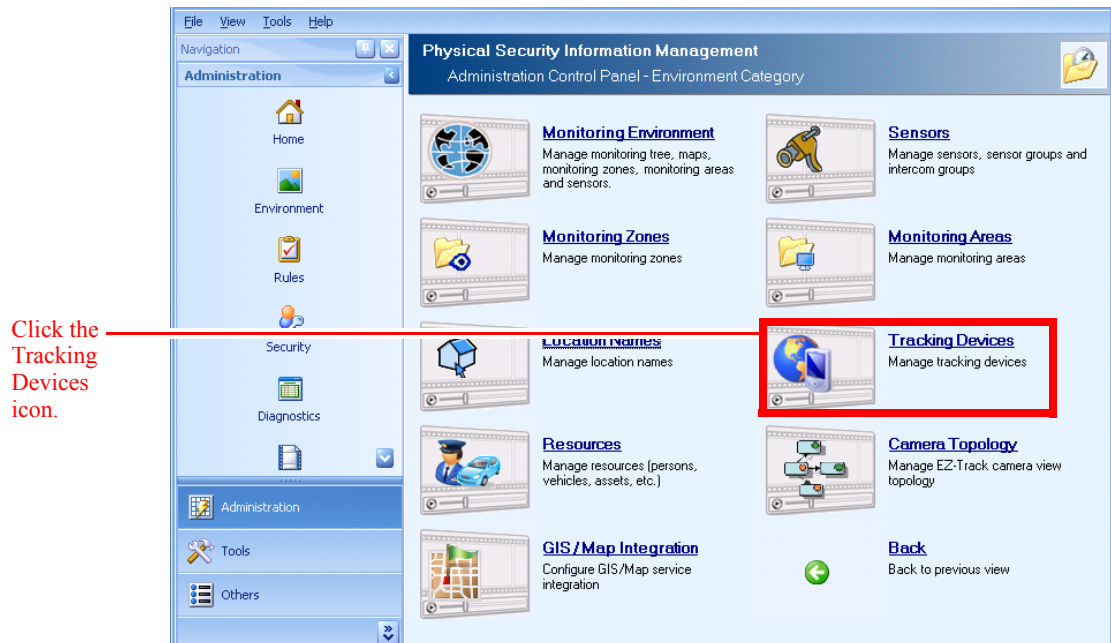 File View Tools Help
Navigation
Administration
Home
Environment
Rules
Security
Diagnostics
Administration
Tools
Others
Physical Security Information Management
Administration Control Panel - Environment Category
Monitoring Environment
Manage monitoring tree, maps,
monitoring zones, monitoring areas
and sensors.
Sensors
Manage sensors, sensor groups and
intercom groups
Monitoring Zones
Manage monitoring zones
Monitoring Areas
Manage monitoring areas
Location Names
Manage location names
Tracking Devices
Manage tracking devices
Resources
Manage resources (persons,
vehicles, assets, etc.)
Camera Topology
Manage EZ-Track camera view
topology
GIS / Map Integration
Configure GIS/Map service
integration
Back
Back to previous view
Click the
Tracking
Devices
icon.